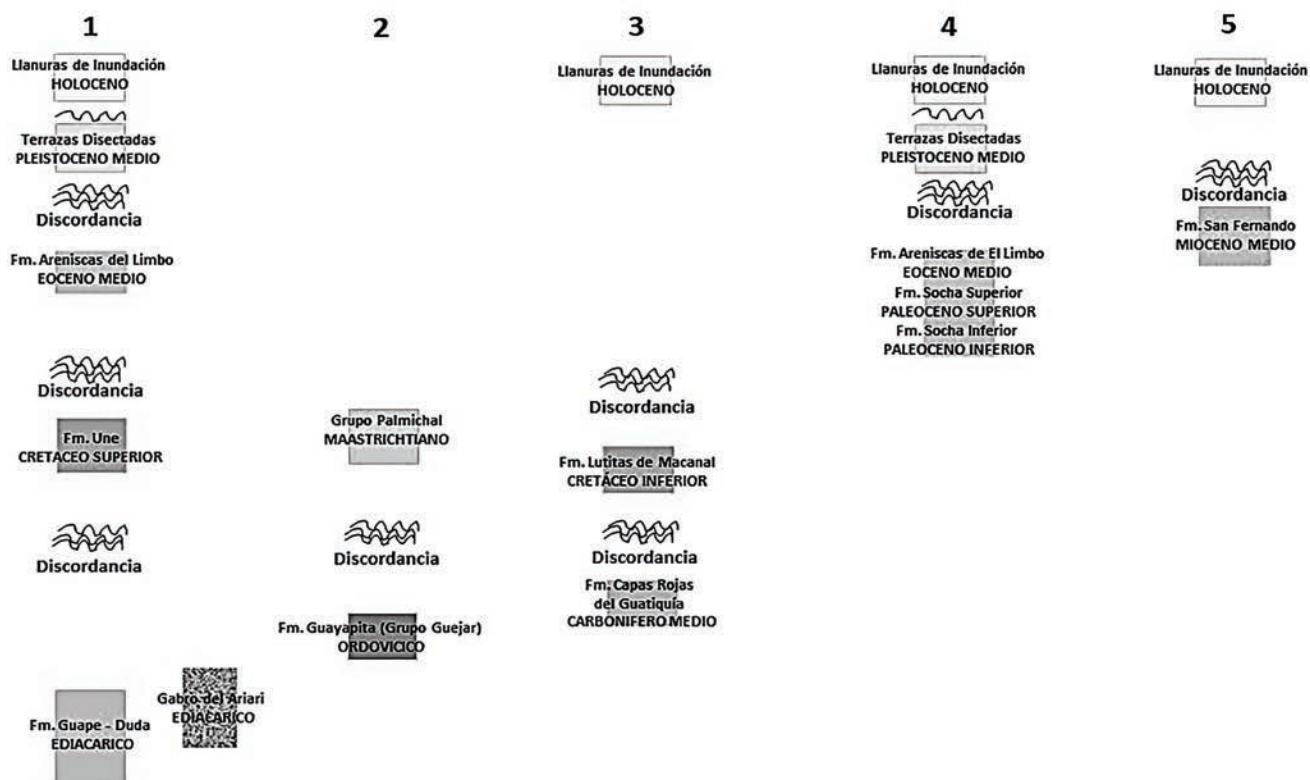 1
Llanuras de Inundación
HOLOCENO
Terrazas Disectadas
PLEISTOCENO MEDIO
Discordancia
Fm. Areniscas del Limbo
EOCENO MEDIO
Discordancia
Fm. Une
CRETACEO SUPERIOR
Discordancia
Fm. Guape - Duda
EDIACARICO
Gabro del Ariari
EDIACARICO
2
Grupo Palmichal
MAASTRICHTIANO
Discordancia
Fm. Guayapita (Grupo Guejar)
ORDOVICICO
3
Llanuras de Inundación
HOLOCENO
Discordancia
Fm. Lutitas de Macanal
CRETÁCEO INFERIOR
Discordancia
Fm. Capas Rojas
del Guatiquía
CARBONIFERO MEDIO
4
Llanuras de Inundación
HOLOCENO
Terrazas Disectadas
PLEISTOCENO MEDIO
Discordancia
Fm. Areniscas de El Limbo
EOCENO MEDIO
Fm. Socha Superior
PALEOCENO SUPERIOR
Fm. Socha Inferior
PALEOCENO INFERIOR
5
Llanuras de Inundación
HOLOCENO
Discordancia
Fm. San Fernando
MIOCENO MEDIO